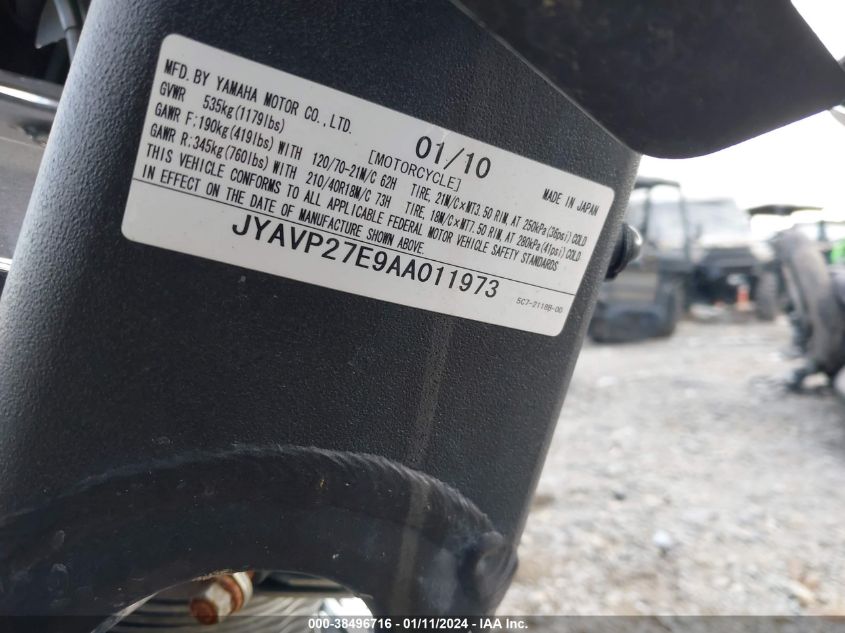 MFD. BY YAMAHA MOTOR CO., LTD.
01/10
MADE IN JAPAN
GVWR 535kg(1179lbs)
[MOTORCYCLE]
GAWR F:190kg(419lbs) WITH 120/70-21M/C 62H TIRE, 21M/C×MT3.50 RIM, AT 250kPa(36psi)COLD
GAWR R:345kg(760lbs) WITH 210/40R18M/C 73H TIRE, 18M/C×MT7.50 RIM, AT 280kPa(41psi)COLD
THIS VEHICLE CONFORMS TO ALL APPLICABLE FEDERAL MOTOR VEHICLE SAFETY STANDARDS
IN EFFECT ON THE DATE OF MANUFACTURE SHOWN ABOVE.
JYAVP27E9AA011973
5C7-2118B-00
000-38496716 - 01/11/2024 - IAA Inc.